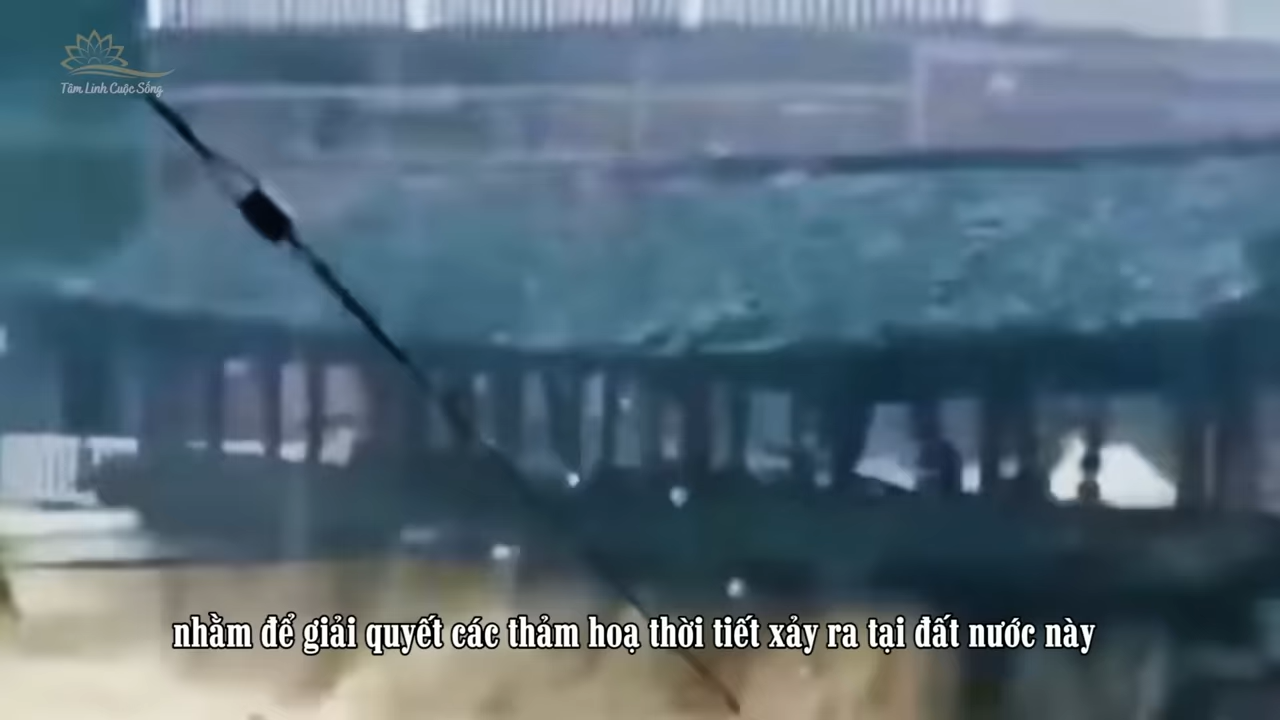 Tâm Linh Cuộc Sống
nhằm để giải quyết các thảm hoạ thời tiết xảy ra tại đất nước này